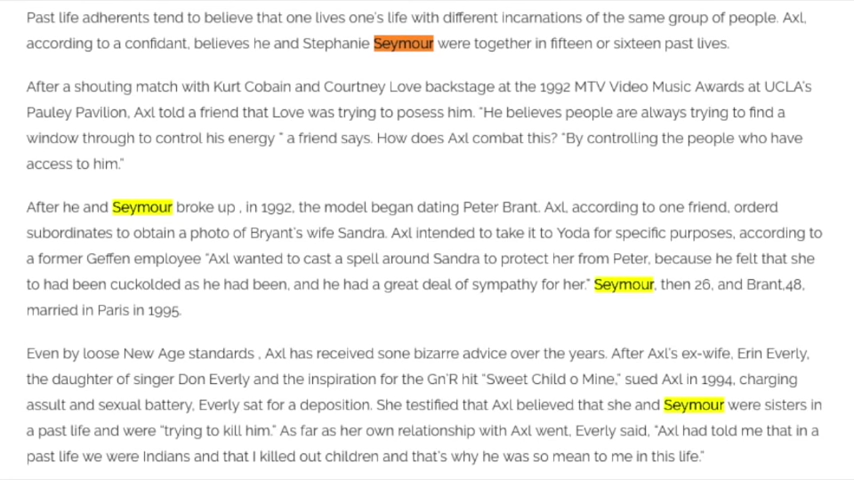 Past life adherents tend to believe that one lives one's life with different incarnations of the same group of people. Axl,
according to a confidant, believes he and Stephanie Seymour were together in fifteen or sixteen past lives.
After a shouting match with Kurt Cobain and Courtney Love backstage at the 1992 MTV Video Music Awards at UCLA's
Pauley Pavilion, Axl told a friend that Love was trying to posess him. "He believes people are always trying to find a
window through to control his energy " a friend says. How does Axl combat this? "By controlling the people who have
access to him."
After he and Seymour broke up , in 1992, the model began dating Peter Brant. Axl, according to one friend, orderd
subordinates to obtain a photo of Bryant's wife Sandra. Axl intended to take it to Yoda for specific purposes, according to
a former Geffen employee "Axl wanted to cast a spell around Sandra to protect her from Peter, because he felt that she
to had been cuckolded as he had been, and he had a great deal of sympathy for her." Seymour, then 26, and Brant,48,
married in Paris in 1995.
Even by loose New Age standards , Axl has received sone bizarre advice over the years. After Axl's ex-wife, Erin Everly,
the daughter of singer Don Everly and the inspiration for the Gn'R hit "Sweet Child o Mine," sued Axl in 1994, charging
assult and sexual battery, Everly sat for a deposition. She testified that Axl believed that she and Seymour were sisters in
a past life and were "trying to kill him." As far as her own relationship with Axl went, Everly said, "Axl had told me that in a
past life we were Indians and that I killed out children and that's why he was so mean to me in this life."